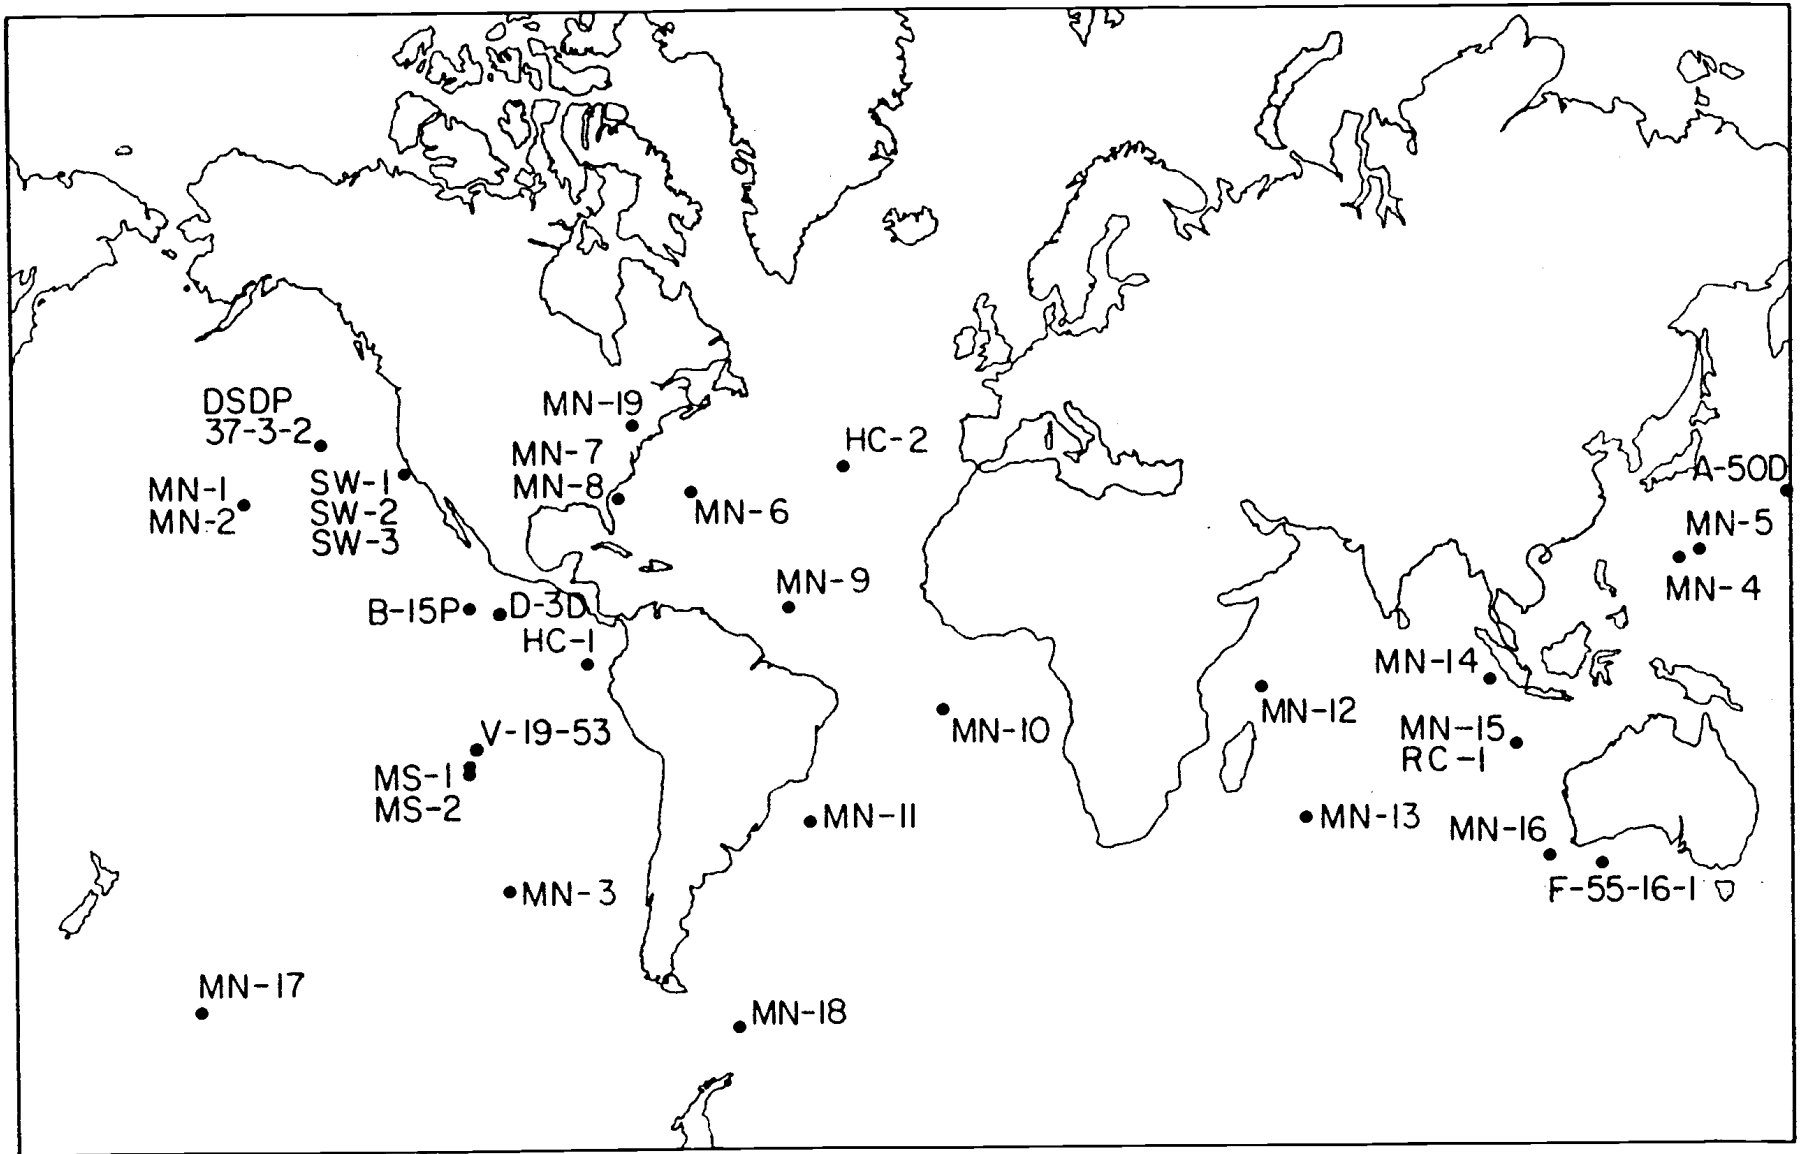 DSDP
37-3-2
MN-19
MN-7
MN-8
HC-2
MN-1
MN-2
SW-1
SW-2
SW-3
MN-6
A-50D
MN-5
MN-4
MN-9
B-15P
D-3D
HC-1
MN-14
MN-10
MN-12
V-19-53
MN-15
RC-1
MS-1
MS-2
MN-11
MN-13
MN-16
F-55-16-1
MN-3
MN-17
MN-18